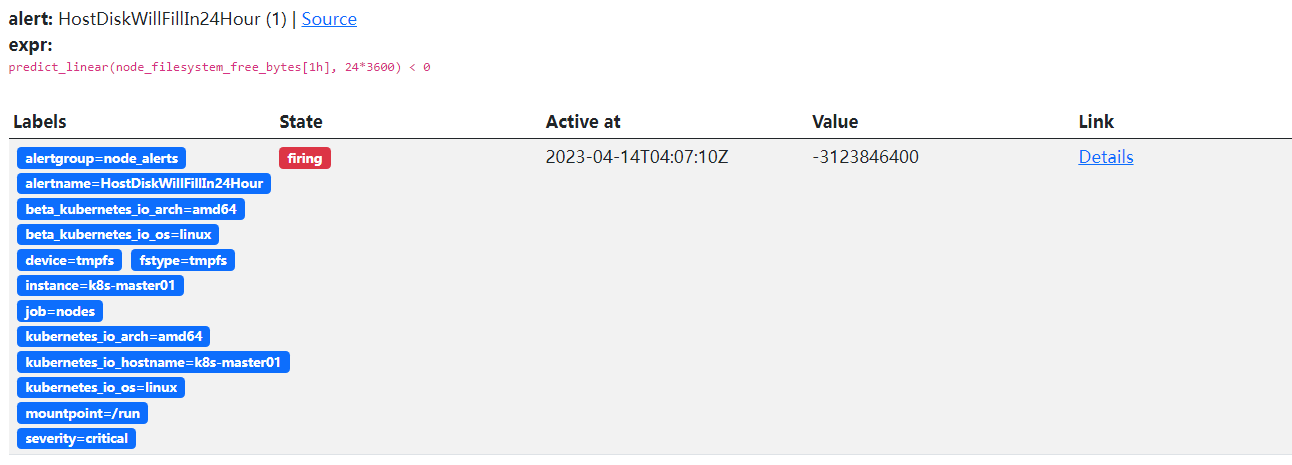 alert: HostDiskWillFillIn24Hour (1) | Source
expr:
predict_linear(node_filesystem_free_bytes[1h], 24*3600) < 0
Labels State Active at Value Link
alertgroup=node_alerts firing 2023-04-14T04:07:10Z -3123846400 Details
alertname=HostDiskWillFillIn24Hour
beta_kubernetes_io_arch=amd64
beta_kubernetes_io_os=linux
device=tmpfs fstype=tmpfs
instance=k8s-master01
job=nodes
kubernetes_io_arch=amd64
kubernetes_io_hostname=k8s-master01
kubernetes_io_os=linux
mountpoint=/run
severity=critical